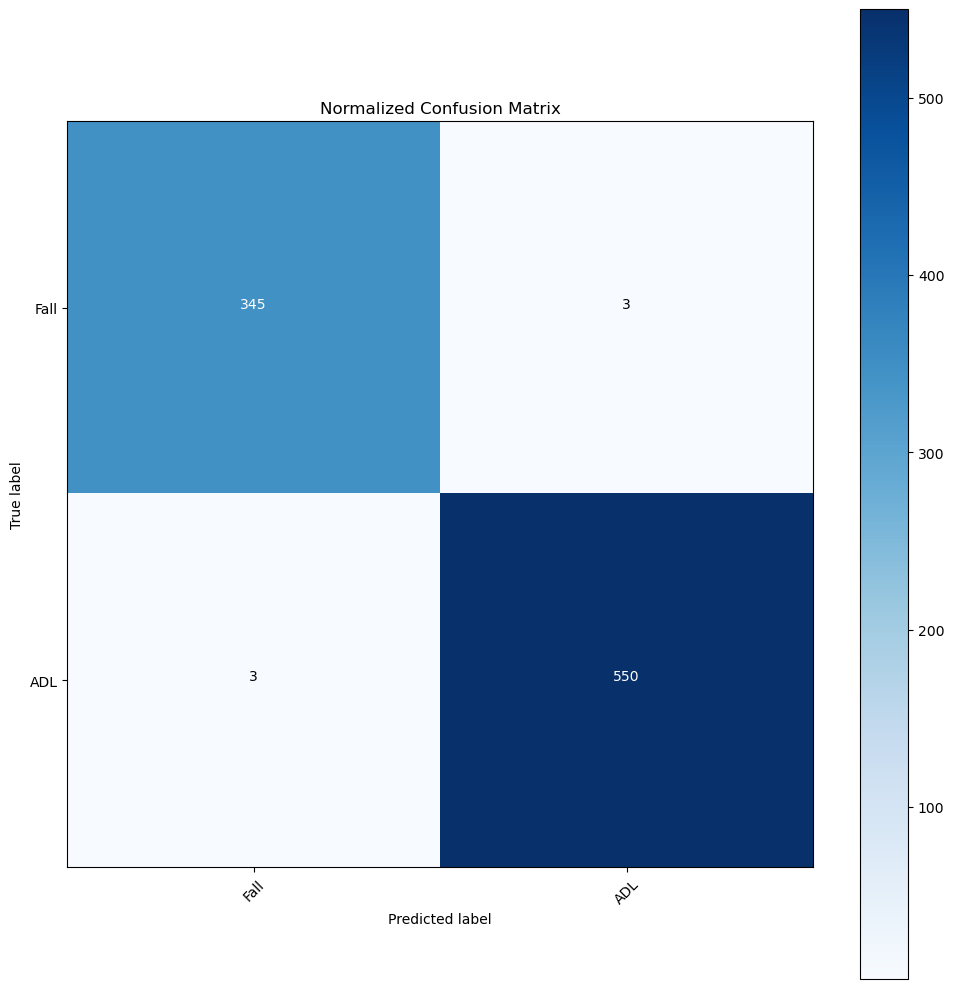 Normalized Confusion Matrix
Fall
345
3
ADL
3
550
True label
Fall
ADL
Predicted label
500
400
300
200
100